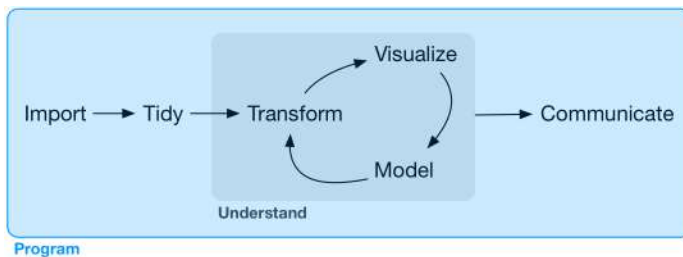 Visualize
Import
Tidy
Transform
Communicate
Model
Understand
Program